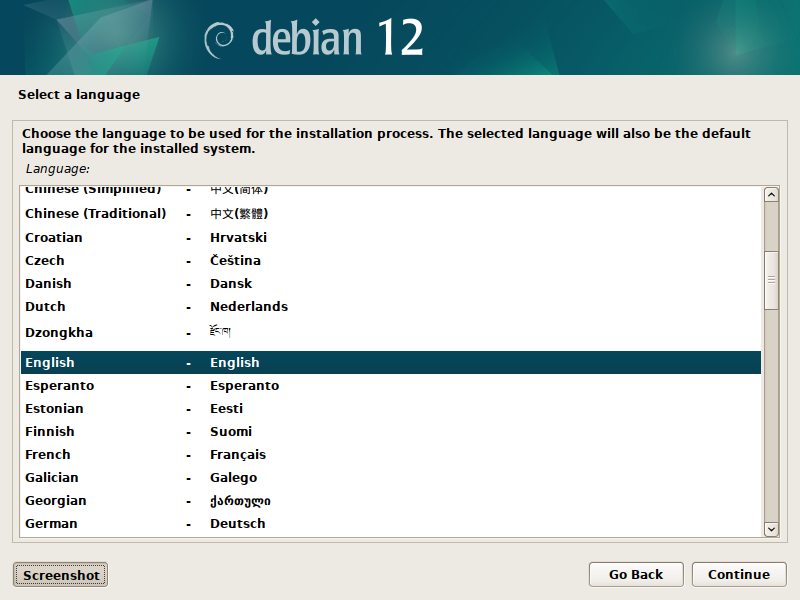 debian 12
Select a language
Choose the language to be used for the installation process. The selected language will also be the default
language for the installed system.
Language:
Chinese (Simplified) - 中文(简体)
Chinese (Traditional) - 中文(繁體)
Croatian - Hrvatski
Czech - Čeština
Danish - Dansk
Dutch - Nederlands
Dzongkha - རྫོང་ཁ།
English - English
Esperanto - Esperanto
Estonian - Eesti
Finnish - Suomi
French - Français
Galician - Galego
Georgian - ქართული
German - Deutsch
Screenshot Go Back Continue